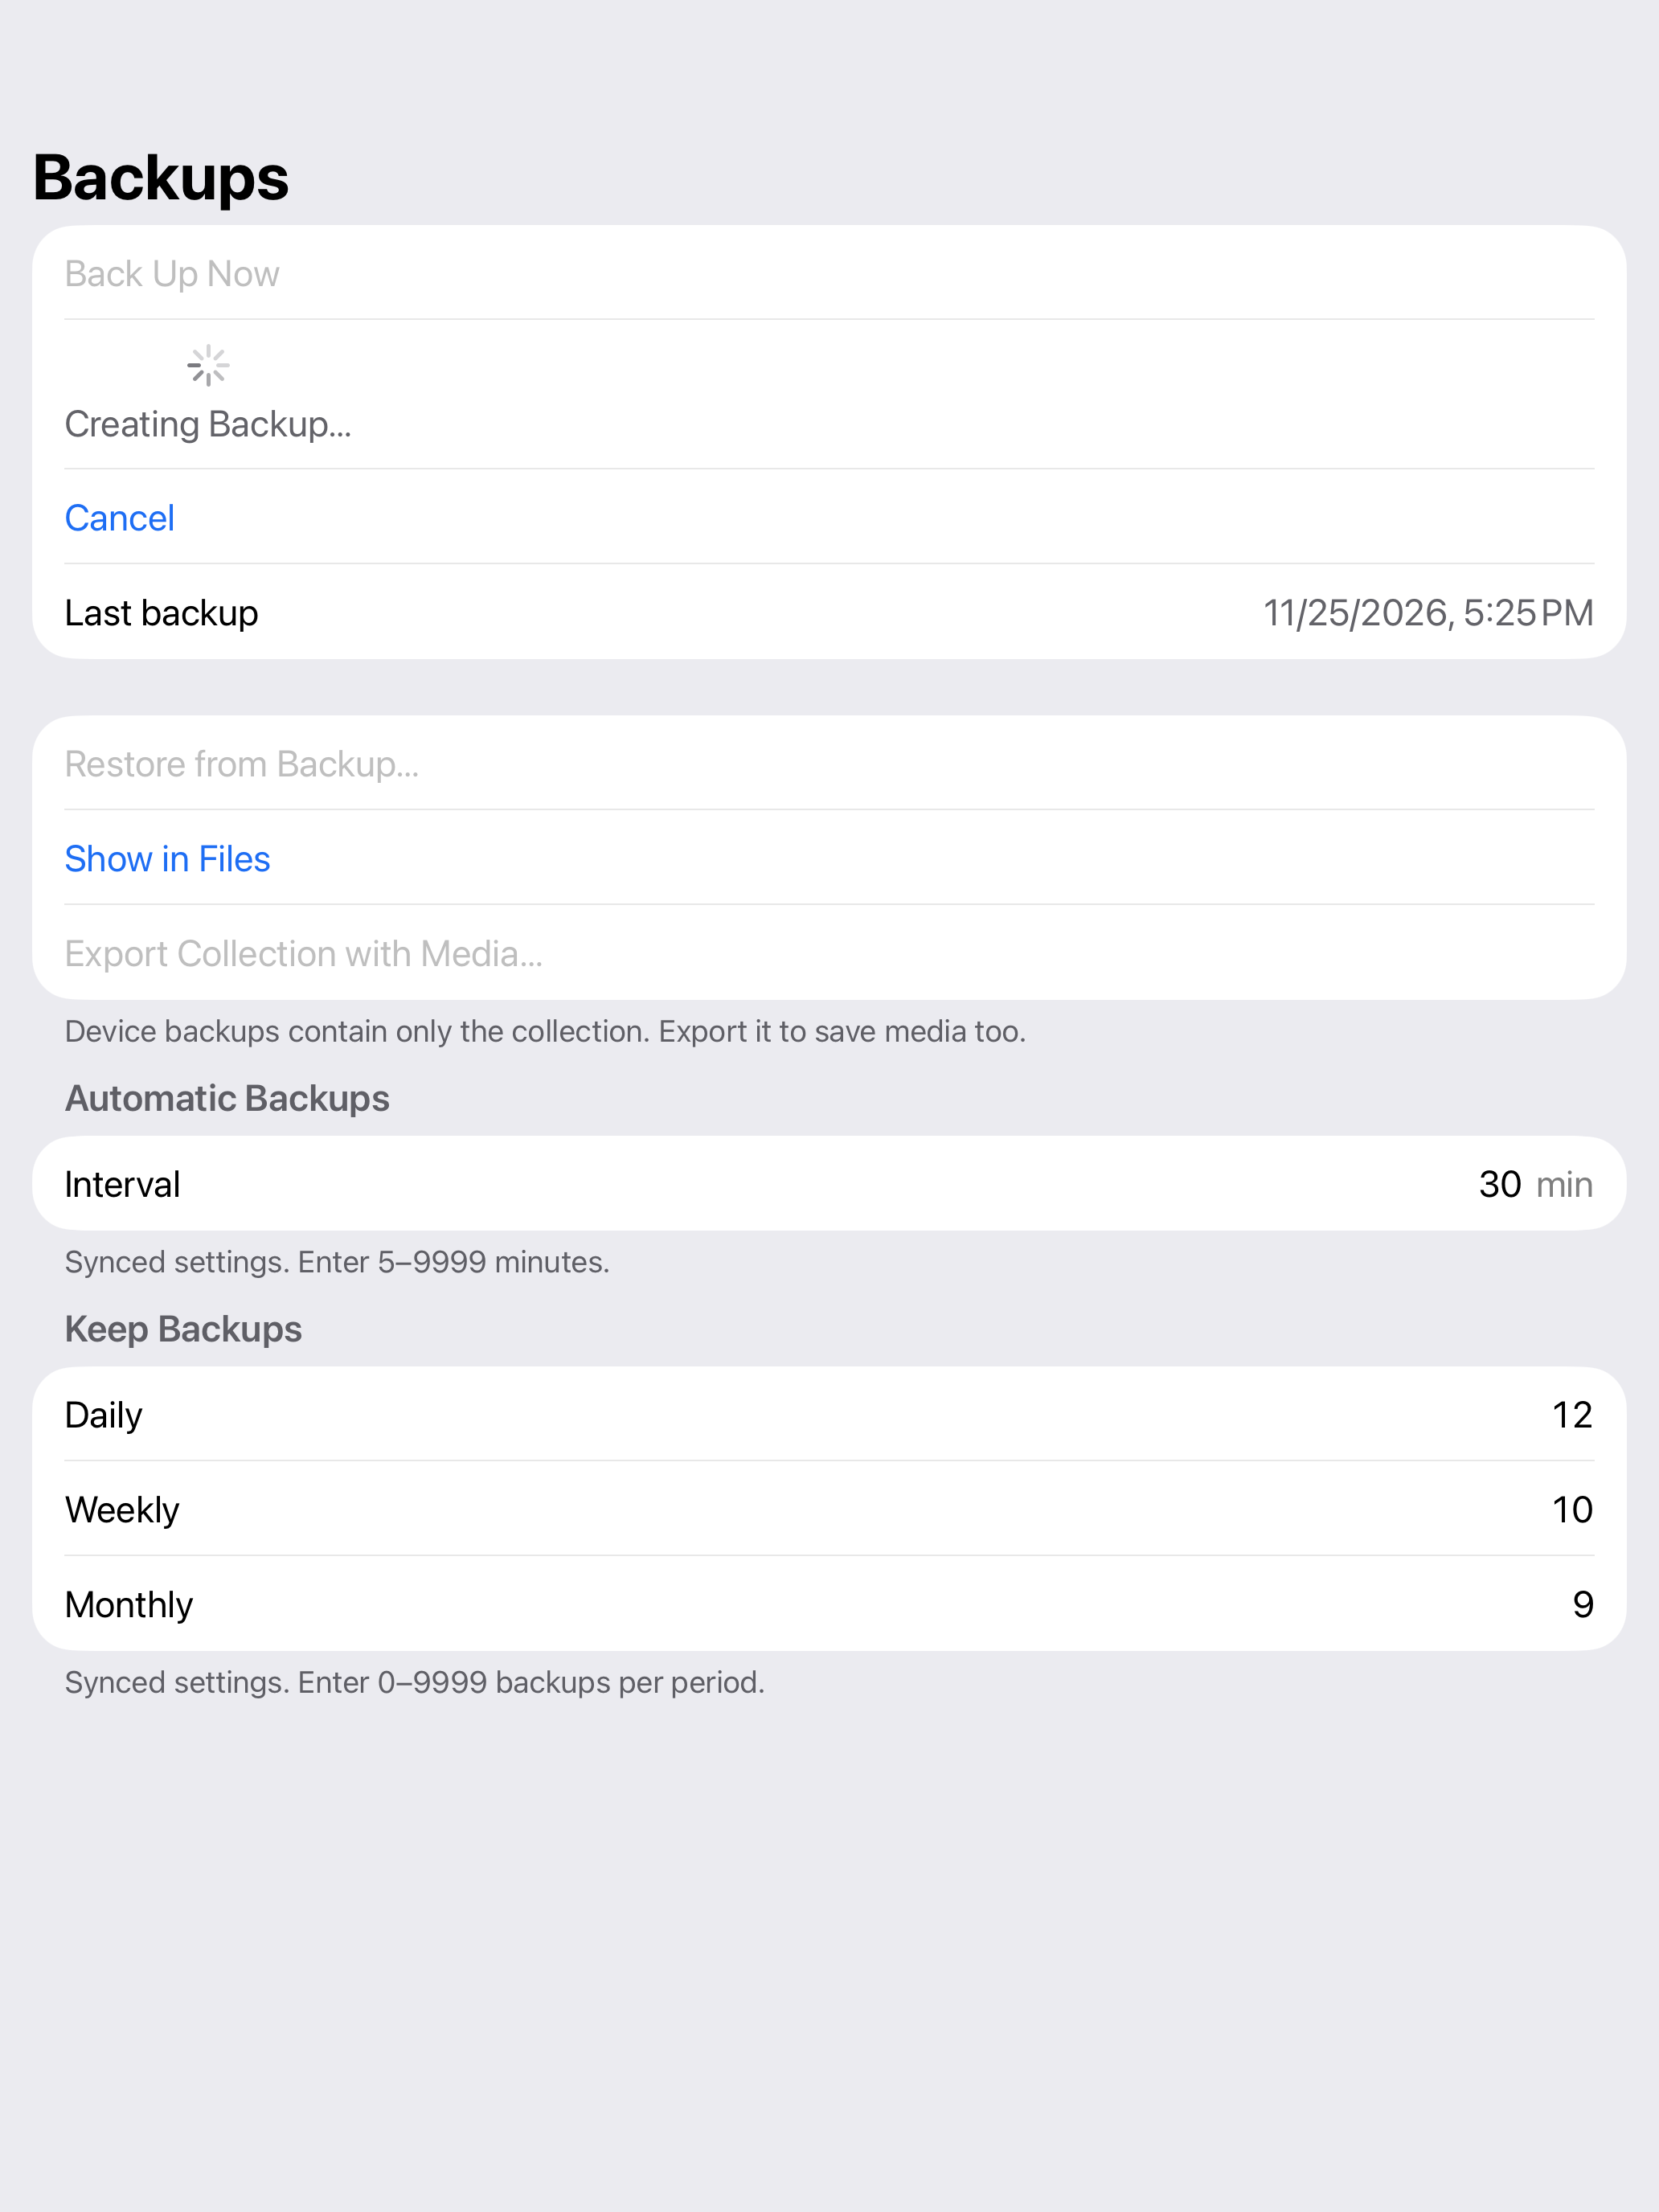 Backups
Back Up Now
Creating Backup...
Cancel
Last backup 11/25/2026, 5:25 PM
Restore from Backup...
Show in Files
Export Collection with Media...
Device backups contain only the collection. Export it to save media too.
Automatic Backups
Interval 30 min
Synced settings. Enter 5–9999 minutes.
Keep Backups
Daily 12
Weekly 10
Monthly 9
Synced settings. Enter 0–9999 backups per period.